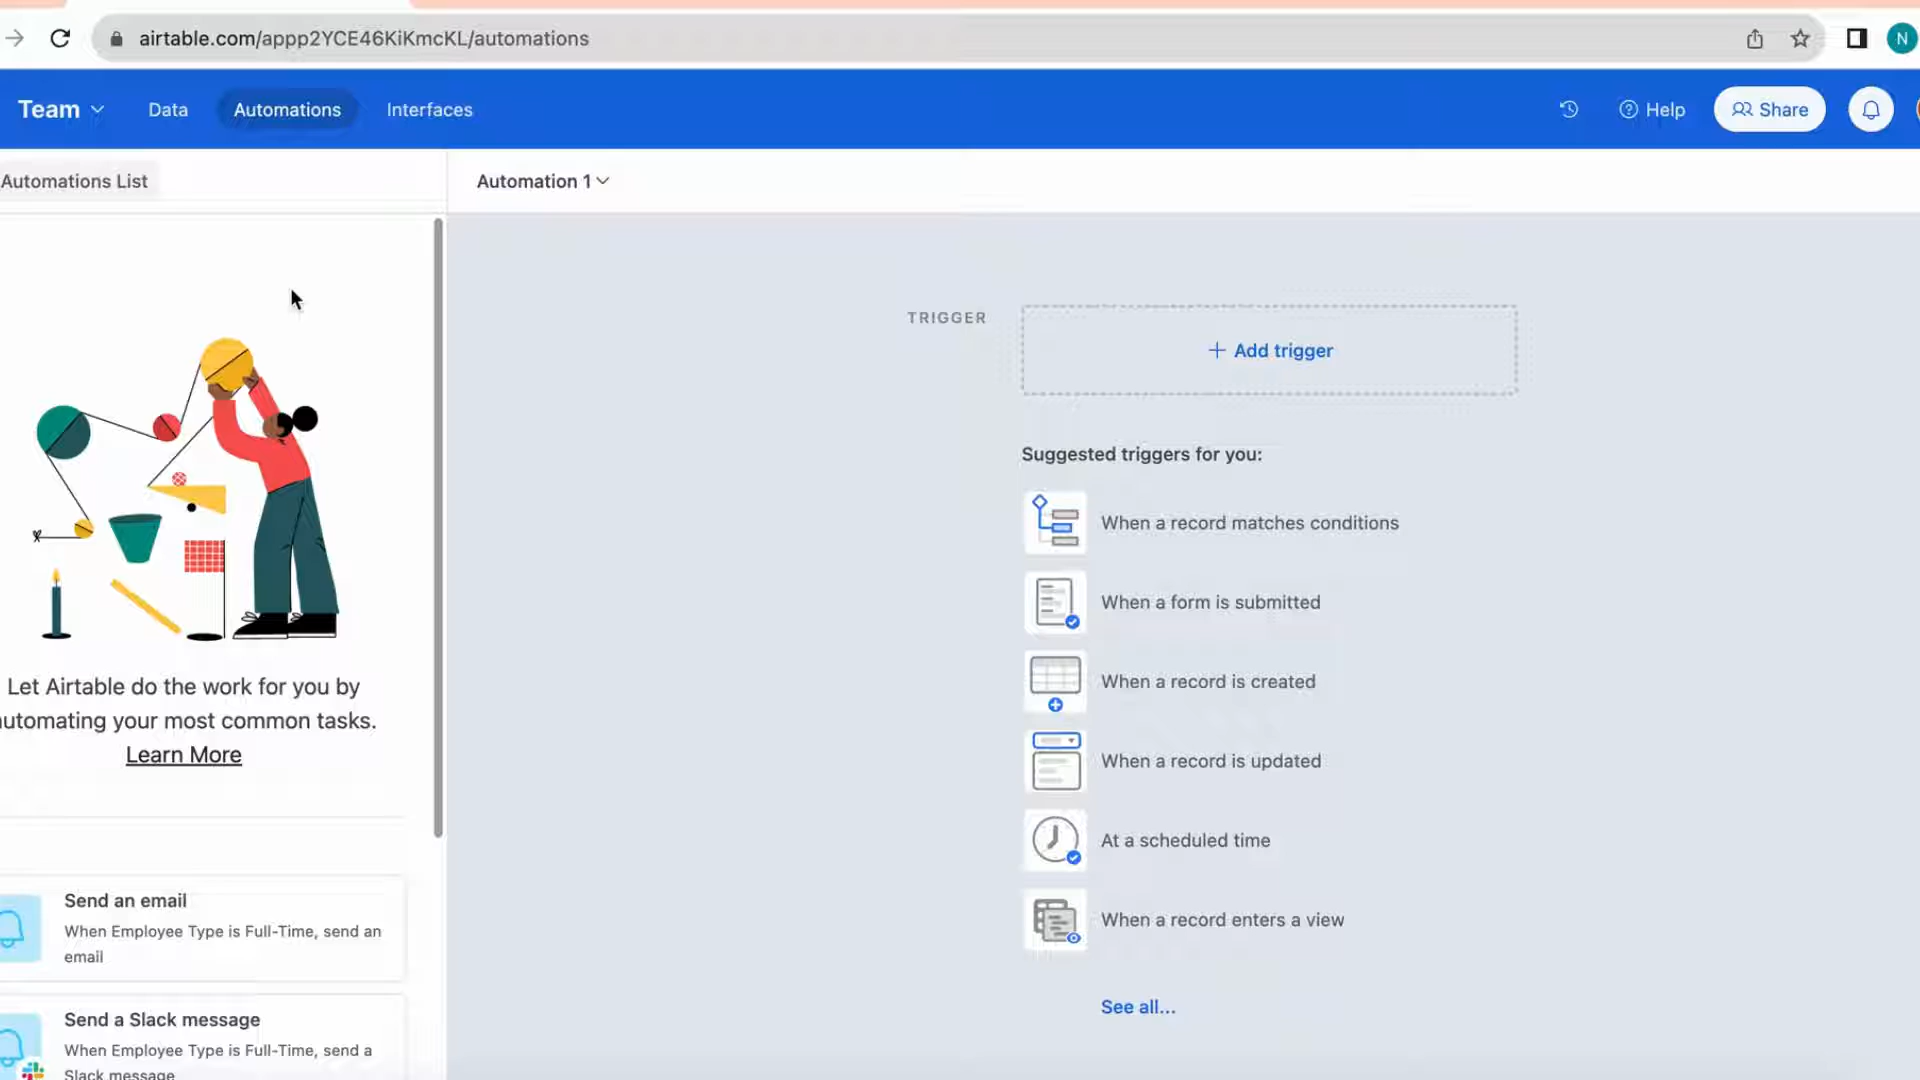 airtable.com/appp2YCE46KiKmcKL/automations
N
Team
Data
Automations
Interfaces
Help
Share
Automations List
Automation 1
TRIGGER
+ Add trigger
Suggested triggers for you:
When a record matches conditions
When a form is submitted
When a record is created
When a record is updated
At a scheduled time
When a record enters a view
See all...
Let Airtable do the work for you by
automating your most common tasks.
Learn More
Send an email
When Employee Type is Full-Time, send an
email
Send a Slack message
When Employee Type is Full-Time, send a
Slack message